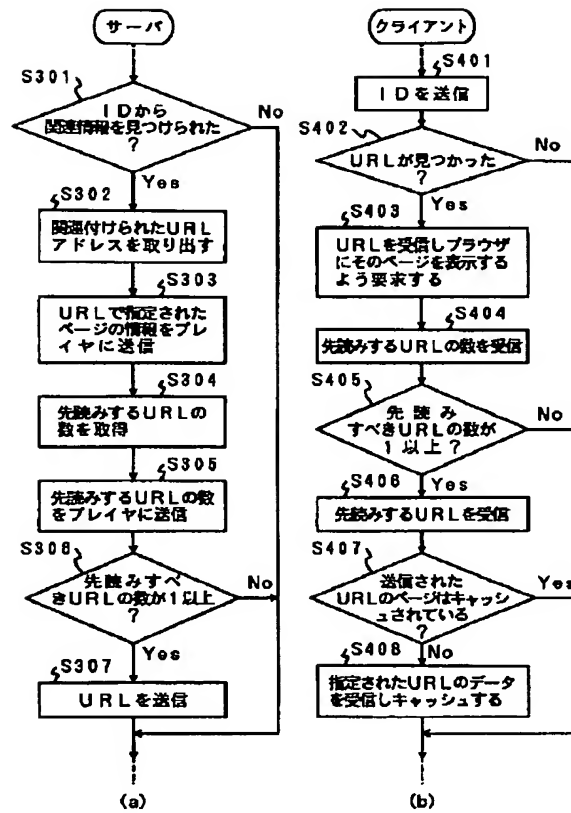 サーバ
S301
IDから
関連情報を見つけられた
?
No
Yes
S302
関連付けられたURL
アドレスを取り出す
S303
URLで指定された
ページの情報をプレ
イヤに送信
S304
先読みするURLの
数を取得
S305
先読みするURLの数
をプレイヤに送信
S306
先読みすべ
きURLの数が1以上
?
No
Yes
S307
URLを送信
(a)
クライアント
S401
IDを送信
S402
URLが見つかった
?
No
Yes
S403
URLを受信しブラウザ
にそのページを表示する
よう要求する
S404
先読みするURLの数を受信
S405
先読み
すべきURLの数が
1以上?
No
Yes
S406
先読みするURLを受信
S407
送信された
URLのページはキャッシ
ュされている
?
Yes
No
S408
指定されたURLのデータ
を受信しキャッシュする
(b)